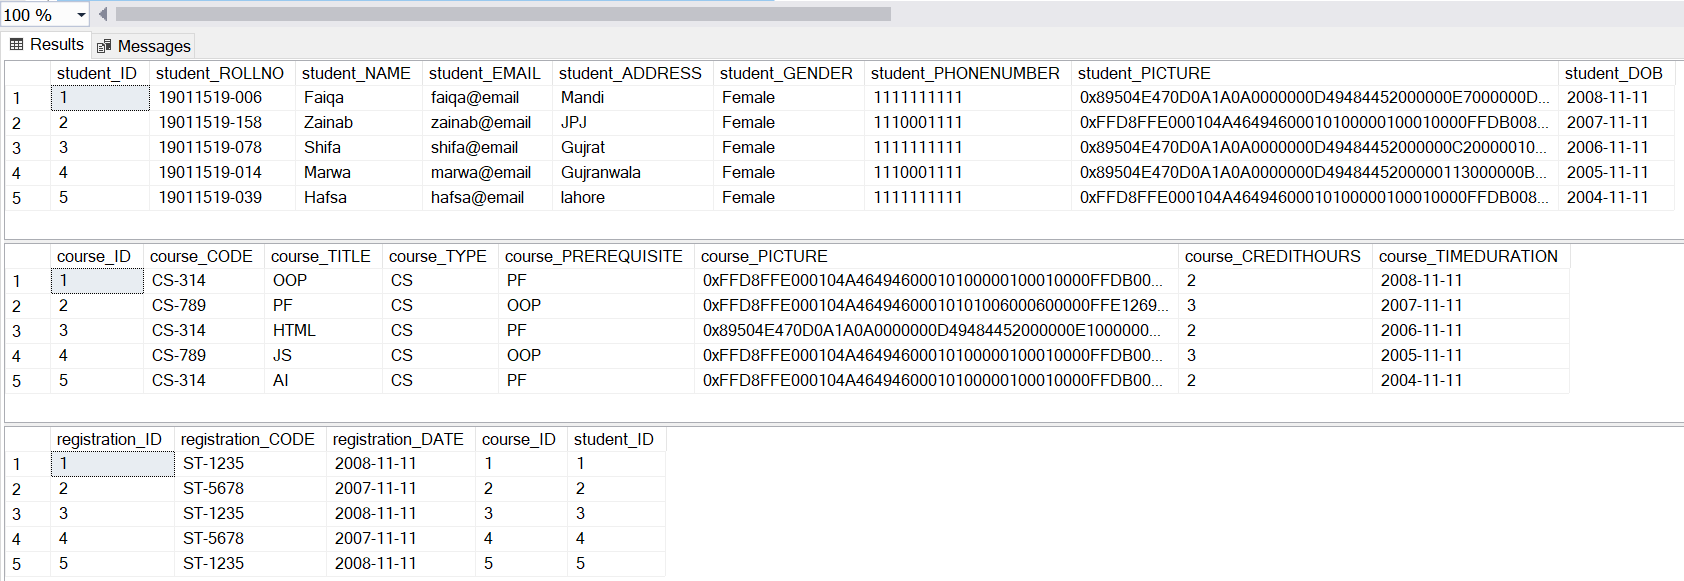 100 %
Results Messages
student_ID student_ROLLNO student_NAME student_EMAIL student_ADDRESS student_GENDER student_PHONENUMBER student_PICTURE student_DOB
1 1 19011519-006 Faiqa faiqa@email Mandi Female 1111111111 0x89504E470D0A1A0A0000000D49484452000000E7000000D... 2008-11-11
2 2 19011519-158 Zainab zainab@email JPJ Female 1110001111 0xFFD8FFE000104A46494600010100000100010000FFDB008... 2007-11-11
3 3 19011519-078 Shifa shifa@email Gujrat Female 1111111111 0x89504E470D0A1A0A0000000D49484452000000C20000010... 2006-11-11
4 4 19011519-014 Marwa marwa@email Gujranwala Female 1110001111 0x89504E470D0A1A0A0000000D4948445200000113000000B... 2005-11-11
5 5 19011519-039 Hafsa hafsa@email lahore Female 1111111111 0xFFD8FFE000104A46494600010100000100010000FFDB008... 2004-11-11
course_ID course_CODE course_TITLE course_TYPE course_PREREQUISITE course_PICTURE course_CREDITHOURS course_TIMEDURATION
1 1 CS-314 OOP CS PF 0xFFD8FFE000104A46494600010100000100010000FFDB00... 2 2008-11-11
2 2 CS-789 PF CS OOP 0xFFD8FFE000104A46494600010101006000600000FFE1269... 3 2007-11-11
3 3 CS-314 HTML CS PF 0x89504E470D0A1A0A0000000D49484452000000E1000000... 2 2006-11-11
4 4 CS-789 JS CS OOP 0xFFD8FFE000104A46494600010100000100010000FFDB00... 3 2005-11-11
5 5 CS-314 AI CS PF 0xFFD8FFE000104A46494600010100000100010000FFDB00... 2 2004-11-11
registration_ID registration_CODE registration_DATE course_ID student_ID
1 1 ST-1235 2008-11-11 1 1
2 2 ST-5678 2007-11-11 2 2
3 3 ST-1235 2008-11-11 3 3
4 4 ST-5678 2007-11-11 4 4
5 5 ST-1235 2008-11-11 5 5